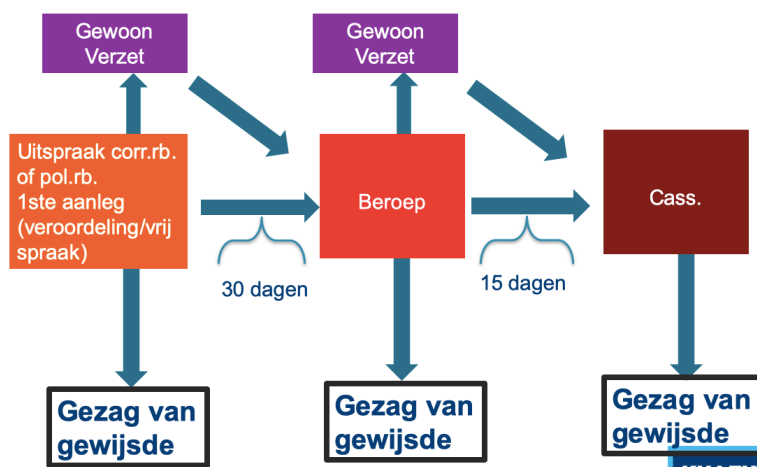 Gewoon
Verzet
Gewoon
Verzet
Uitspraak corr.rb.
of pol.rb.
1ste aanleg
(veroordeling/vrij
spraak)
Beroep
Cass.
30 dagen
15 dagen
Gezag van
gewijsde
Gezag van
gewijsde
Gezag van
gewijsde